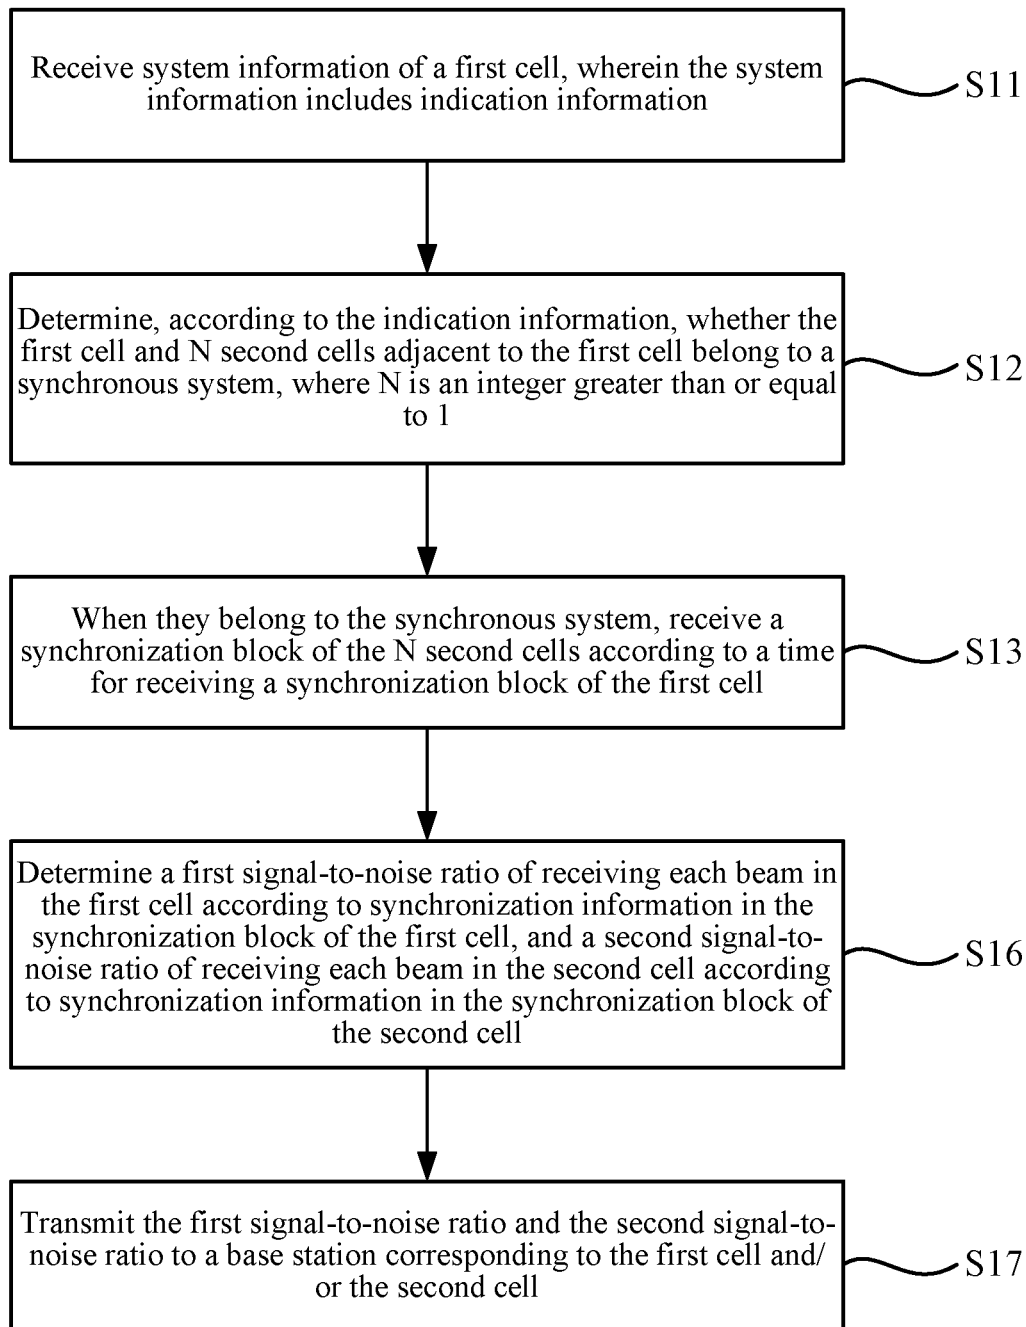 Receive system information of a first cell, wherein the system
information includes indication information
S11
Determine, according to the indication information, whether the
first cell and N second cells adjacent to the first cell belong to a
synchronous system, where N is an integer greater than or equal
to 1
S12
When they belong to the synchronous system, receive a
synchronization block of the N second cells according to a time
for receiving a synchronization block of the first cell
S13
Determine a first signal-to-noise ratio of receiving each beam in
the first cell according to synchronization information in the
synchronization block of the first cell, and a second signal-to-
noise ratio of receiving each beam in the second cell according
to synchronization information in the synchronization block of
the second cell
S16
Transmit the first signal-to-noise ratio and the second signal-to-
noise ratio to a base station corresponding to the first cell and/
or the second cell
S17